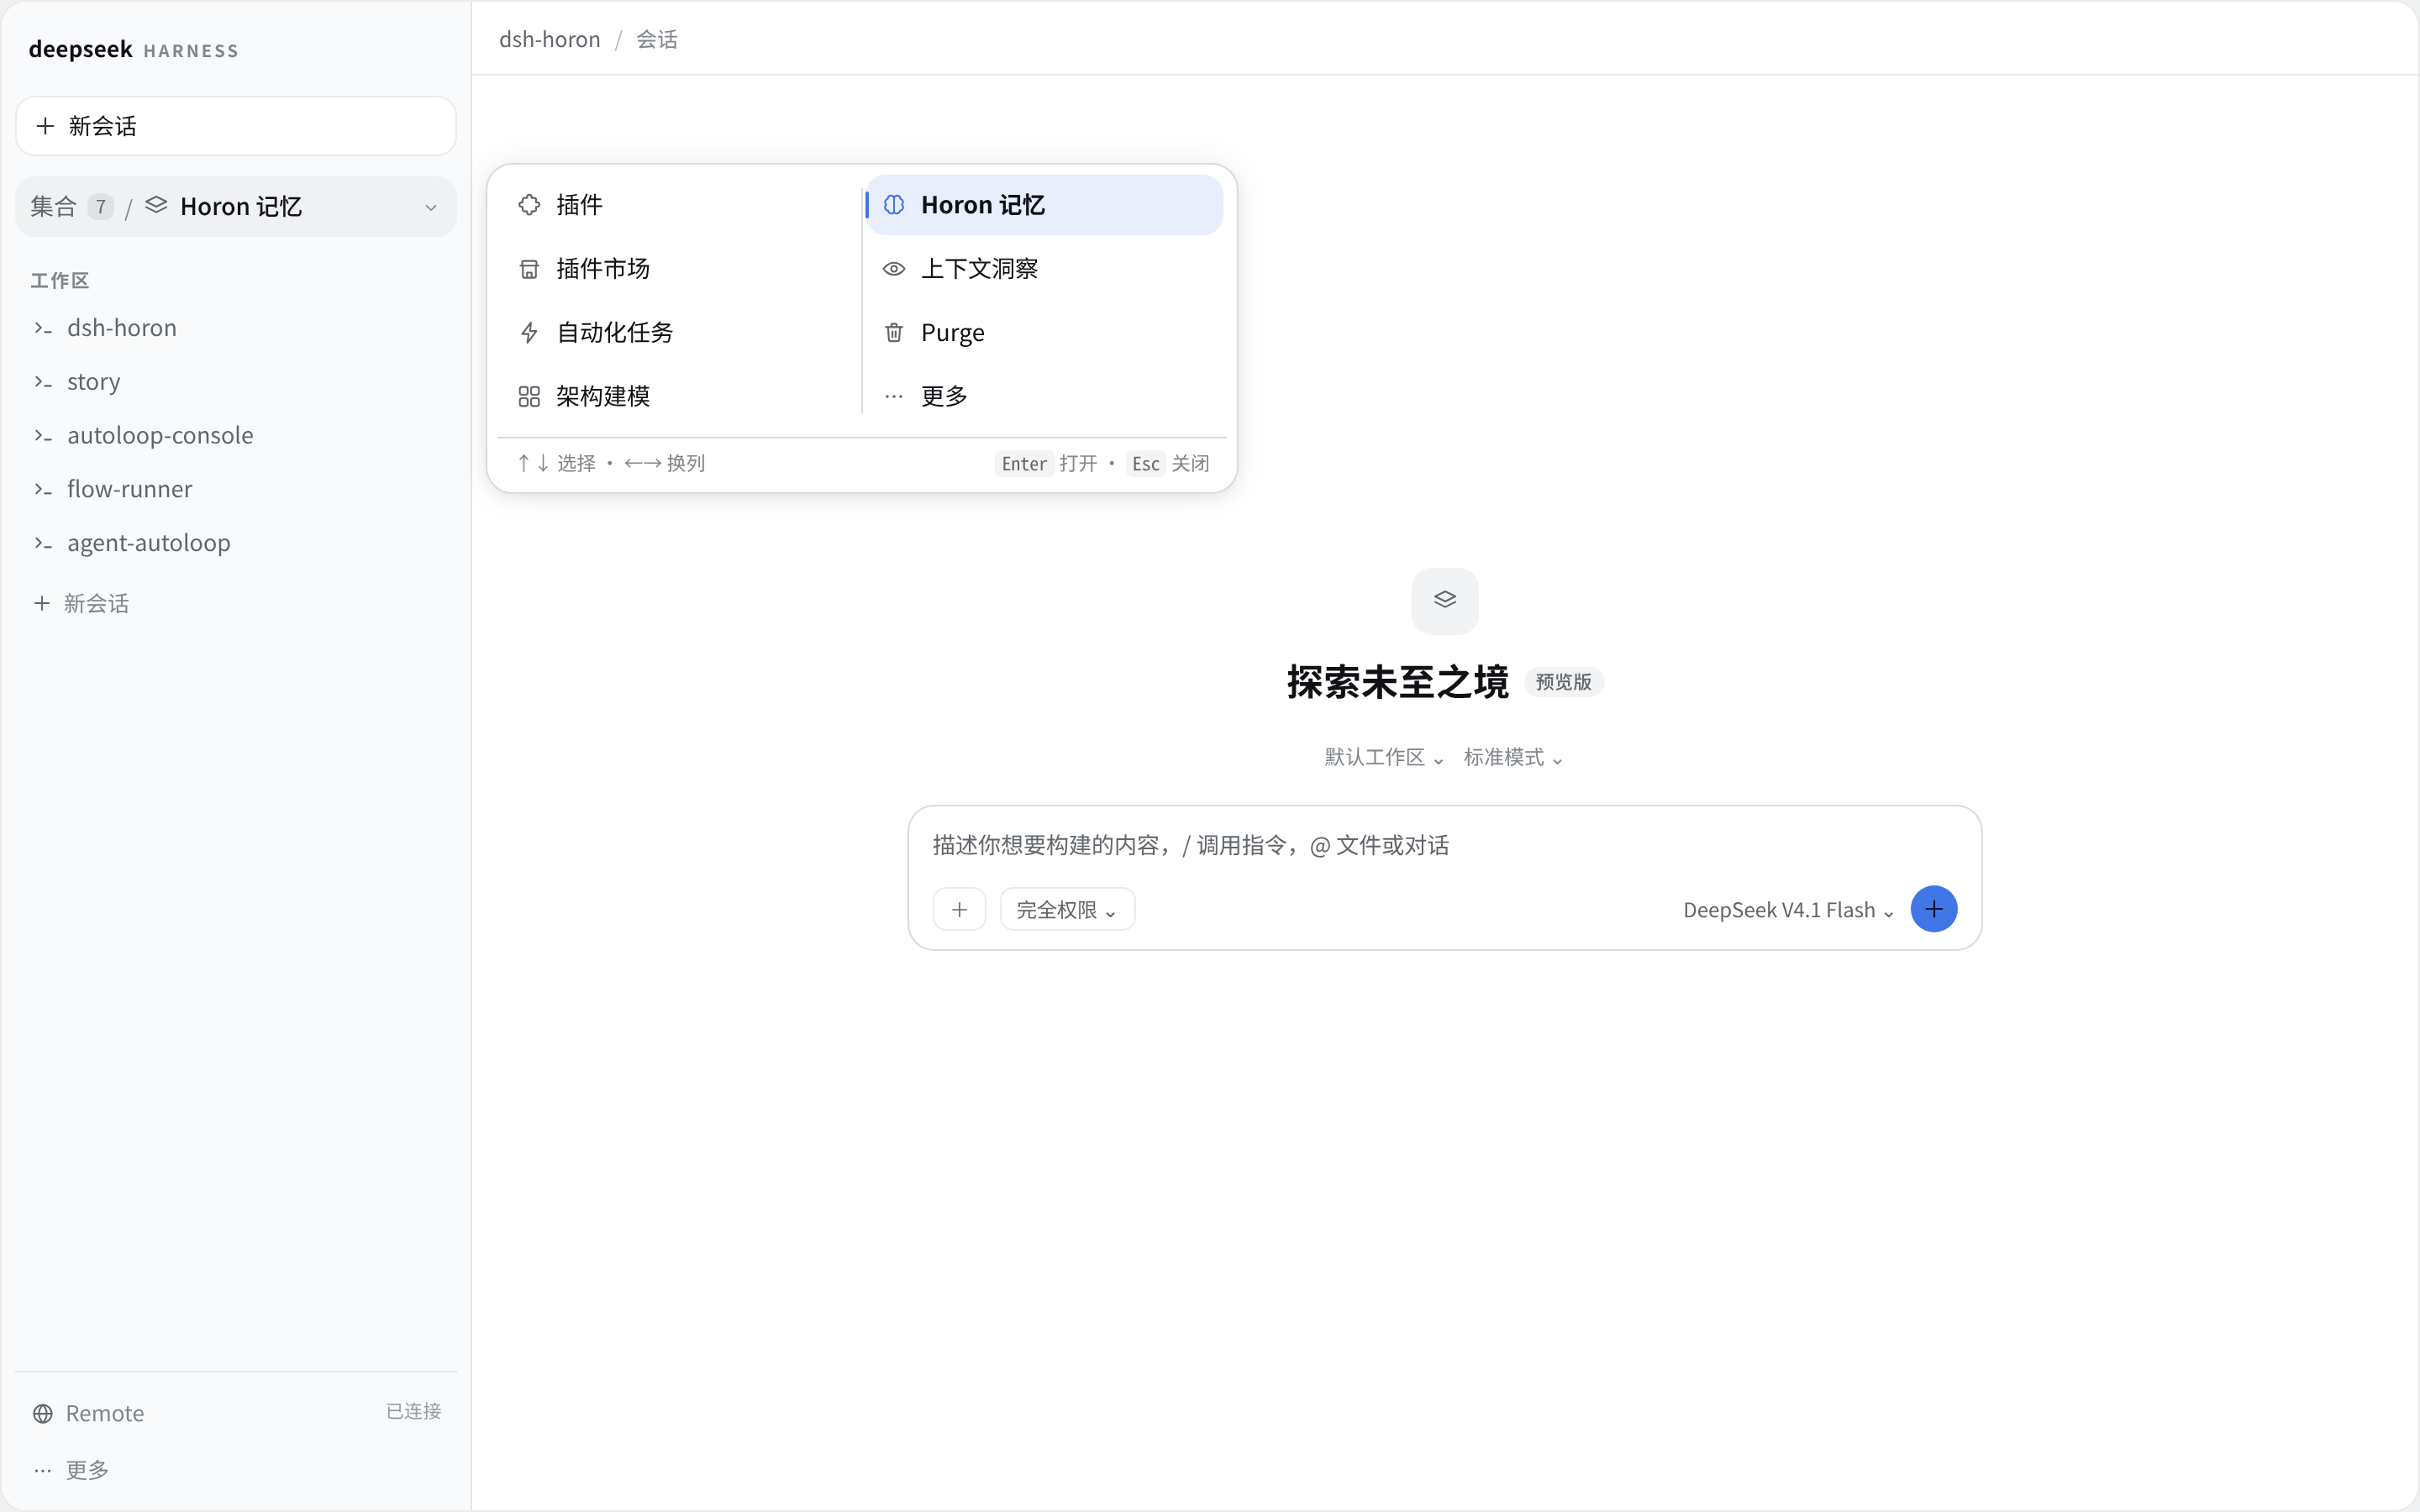 deepseek HARNESS
新会话
集合 7 / Horon 记忆
工作区
dsh-horon
story
autoloop-console
flow-runner
agent-autoloop
新会话
Remote 已连接
更多
dsh-horon / 会话
插件
插件市场
自动化任务
架构建模
Horon 记忆
上下文洞察
Purge
更多
↑↓ 选择 · ←→ 换列
Enter 打开 · Esc 关闭
探索未至之境 预览版
默认工作区 标准模式
描述你想要构建的内容，/ 调用指令，@ 文件或对话
完全权限
DeepSeek V4.1 Flash